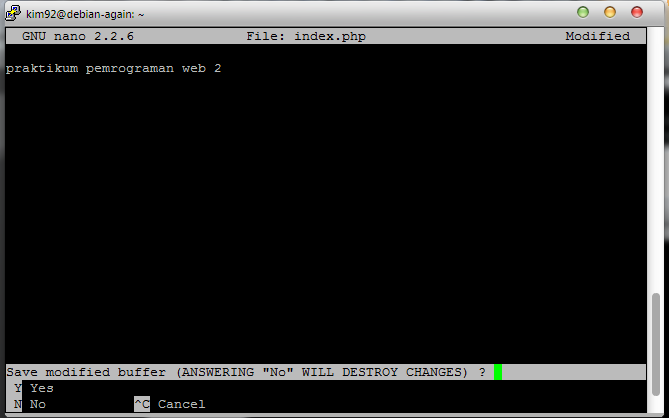 kim92@debian-again: ~
GNU nano 2.2.6 File: index.php Modified
praktikum pemrograman web 2
Save modified buffer (ANSWERING "No" WILL DESTROY CHANGES) ?
Y Yes
N No ^C Cancel